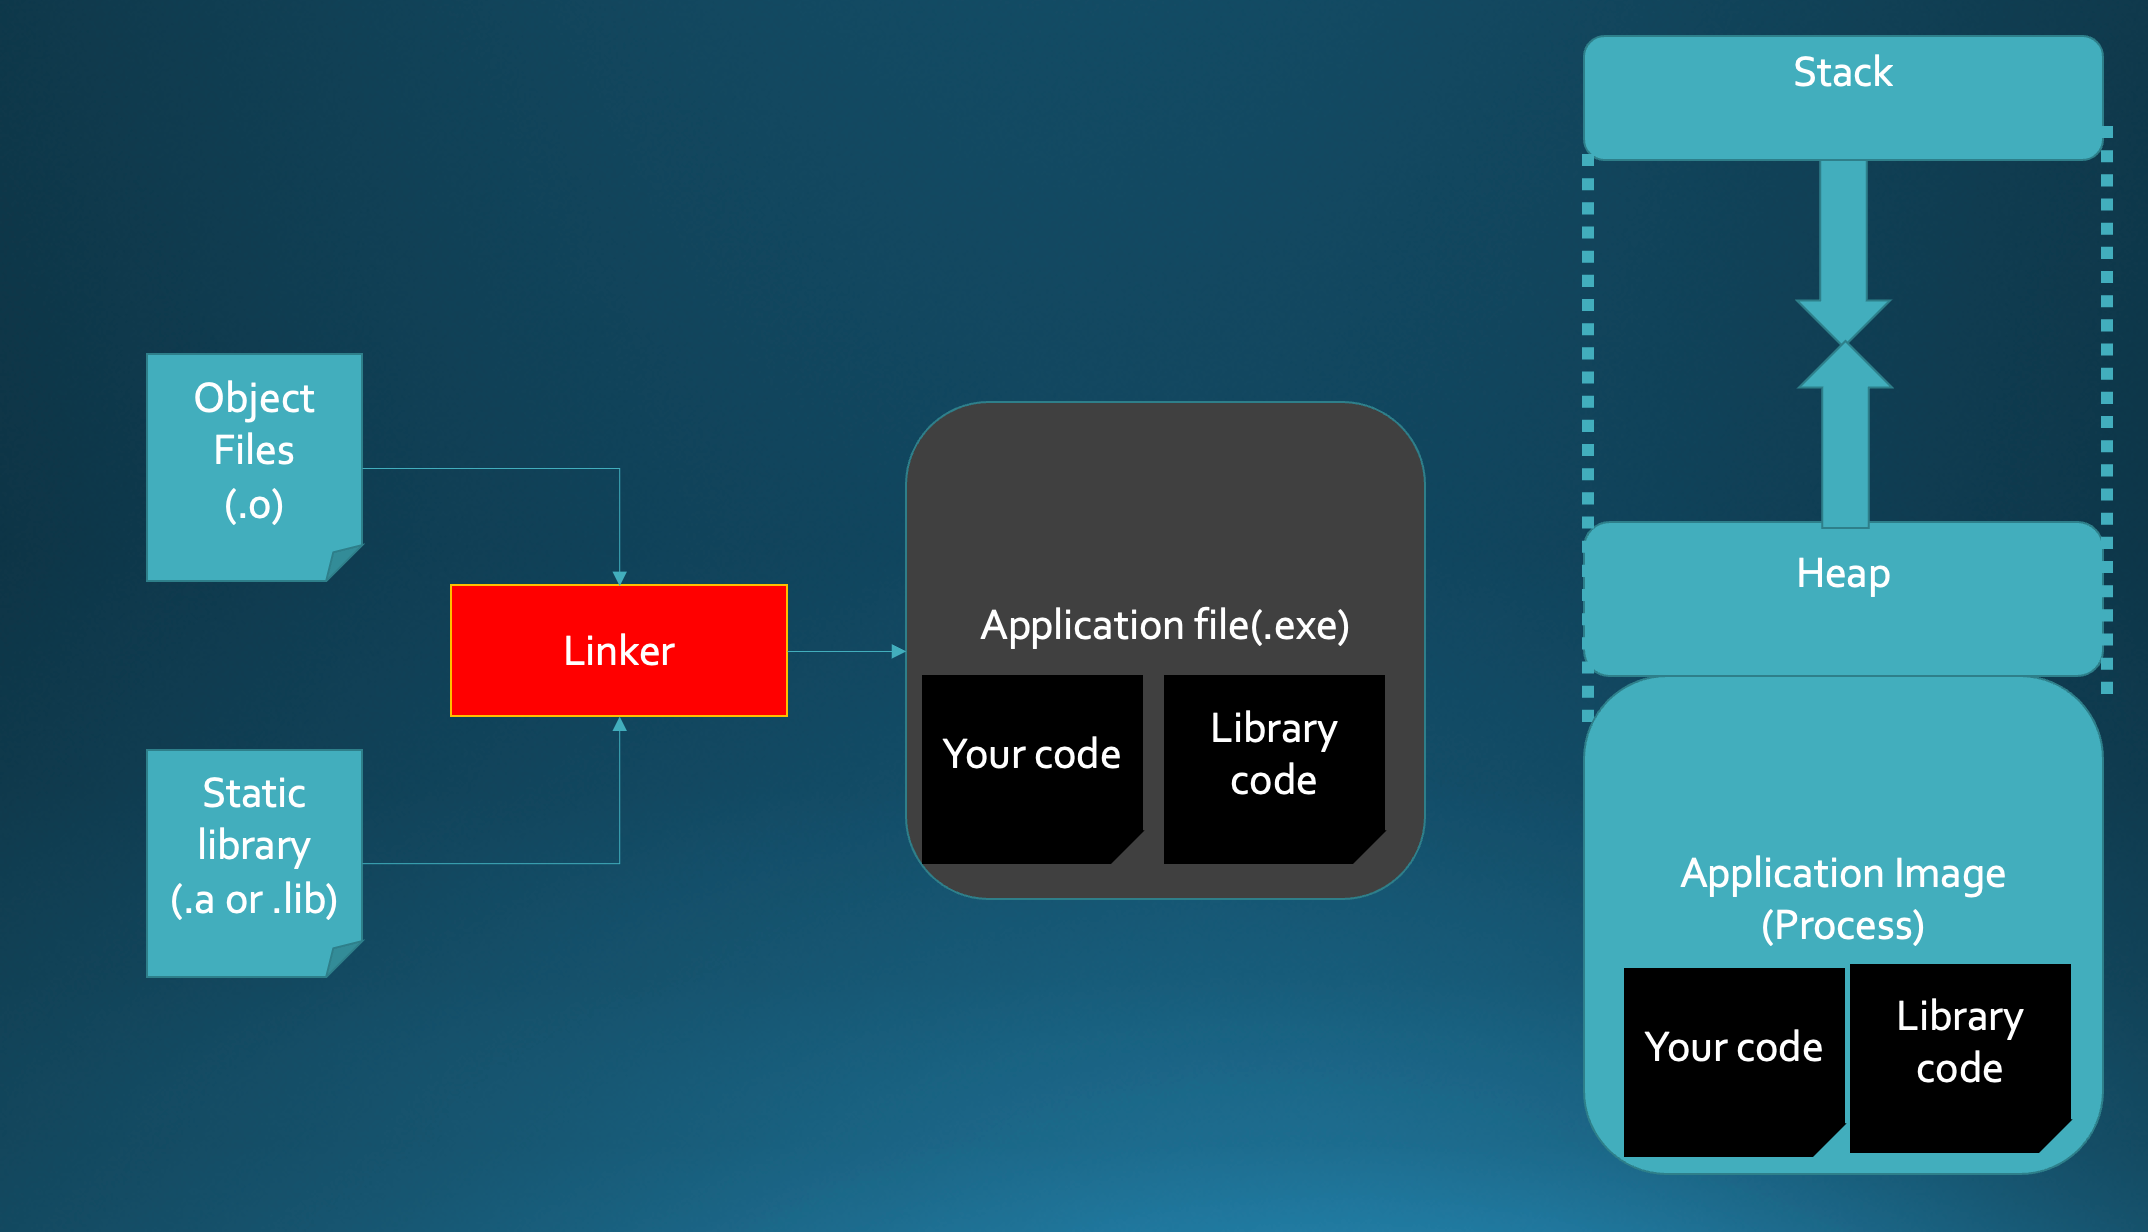 Object
Files
(.o)
Static
library
(.a or .lib)
Linker
Application file(.exe)
Your code
Library
code
Stack
Heap
Application Image
(Process)
Your code
Library
code